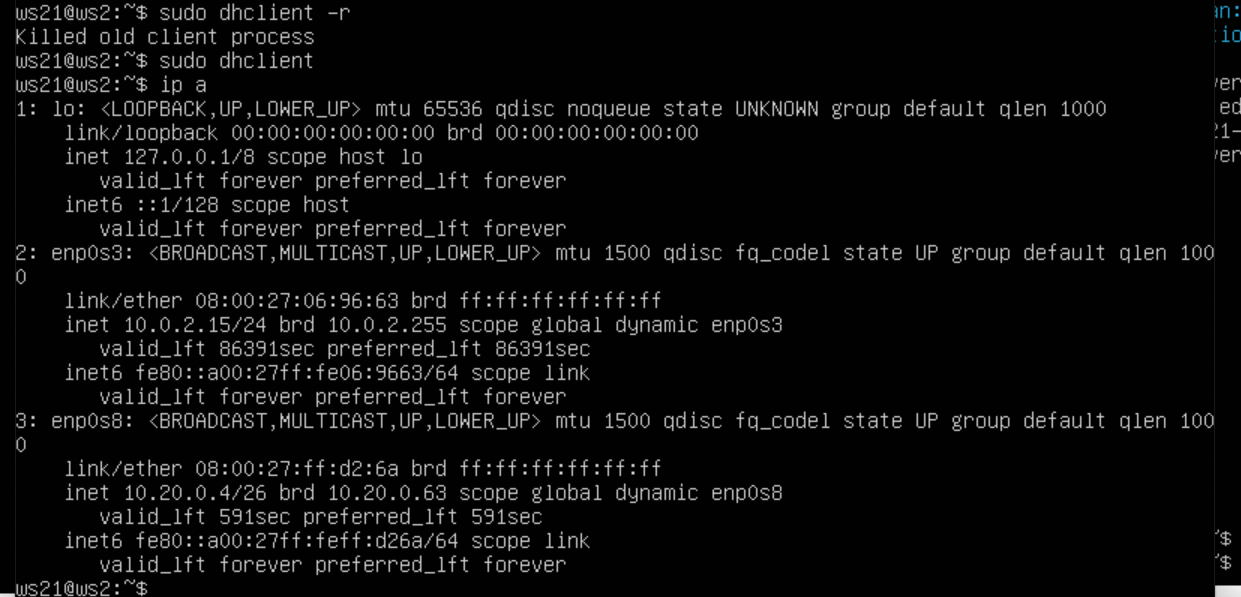 ws21@ws2:~$ sudo dhclient -r
Killed old client process
ws21@ws2:~$ sudo dhclient
ws21@ws2:~$ ip a
1: lo: <LOOPBACK,UP,LOWER_UP> mtu 65536 qdisc noqueue state UNKNOWN group default qlen 1000
    link/loopback 00:00:00:00:00:00 brd 00:00:00:00:00:00
    inet 127.0.0.1/8 scope host lo
       valid_lft forever preferred_lft forever
    inet6 ::1/128 scope host
       valid_lft forever preferred_lft forever
2: enp0s3: <BROADCAST,MULTICAST,UP,LOWER_UP> mtu 1500 qdisc fq_codel state UP group default qlen 100
0
    link/ether 08:00:27:06:96:63 brd ff:ff:ff:ff:ff:ff
    inet 10.0.2.15/24 brd 10.0.2.255 scope global dynamic enp0s3
       valid_lft 86391sec preferred_lft 86391sec
    inet6 fe80::a00:27ff:fe06:9663/64 scope link
       valid_lft forever preferred_lft forever
3: enp0s8: <BROADCAST,MULTICAST,UP,LOWER_UP> mtu 1500 qdisc fq_codel state UP group default qlen 100
0
    link/ether 08:00:27:ff:d2:6a brd ff:ff:ff:ff:ff:ff
    inet 10.20.0.4/26 brd 10.20.0.63 scope global dynamic enp0s8
       valid_lft 591sec preferred_lft 591sec
    inet6 fe80::a00:27ff:feff:d26a/64 scope link
       valid_lft forever preferred_lft forever
ws21@ws2:~$